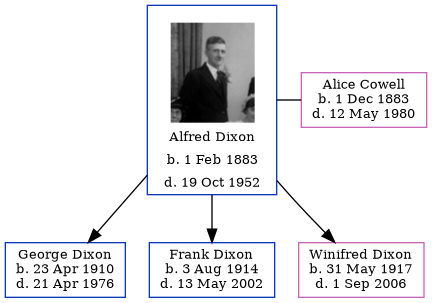 Alfred Dixon
b. 1 Feb 1883
d. 19 Oct 1952
Alice Cowell
b. 1 Dec 1883
d. 12 May 1980
George Dixon
b. 23 Apr 1910
d. 21 Apr 1976
Frank Dixon
b. 3 Aug 1914
d. 13 May 2002
Winifred Dixon
b. 31 May 1917
d. 1 Sep 2006